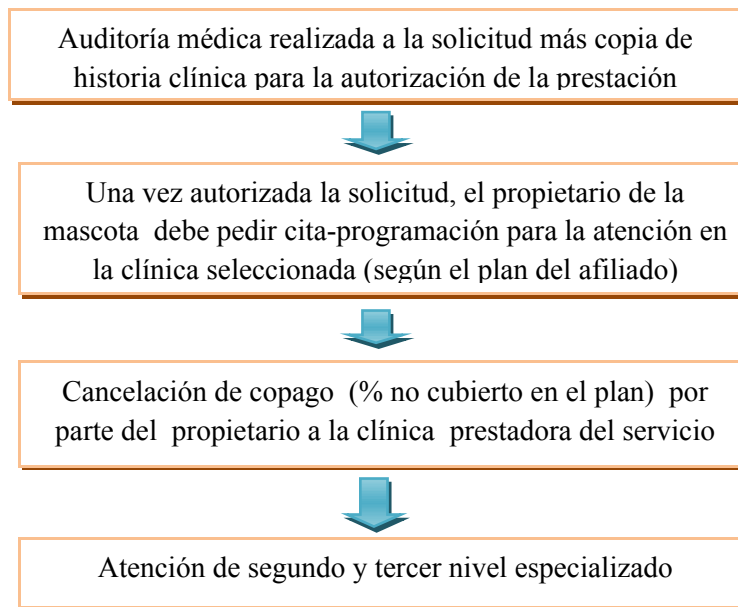 Auditoría médica realizada a la solicitud más copia de
historia clínica para la autorización de la prestación
Una vez autorizada la solicitud, el propietario de la
mascota debe pedir cita-programación para la atención en
la clínica seleccionada (según el plan del afiliado)
Cancelación de copago (% no cubierto en el plan) por
parte del propietario a la clínica prestadora del servicio
Atención de segundo y tercer nivel especializado